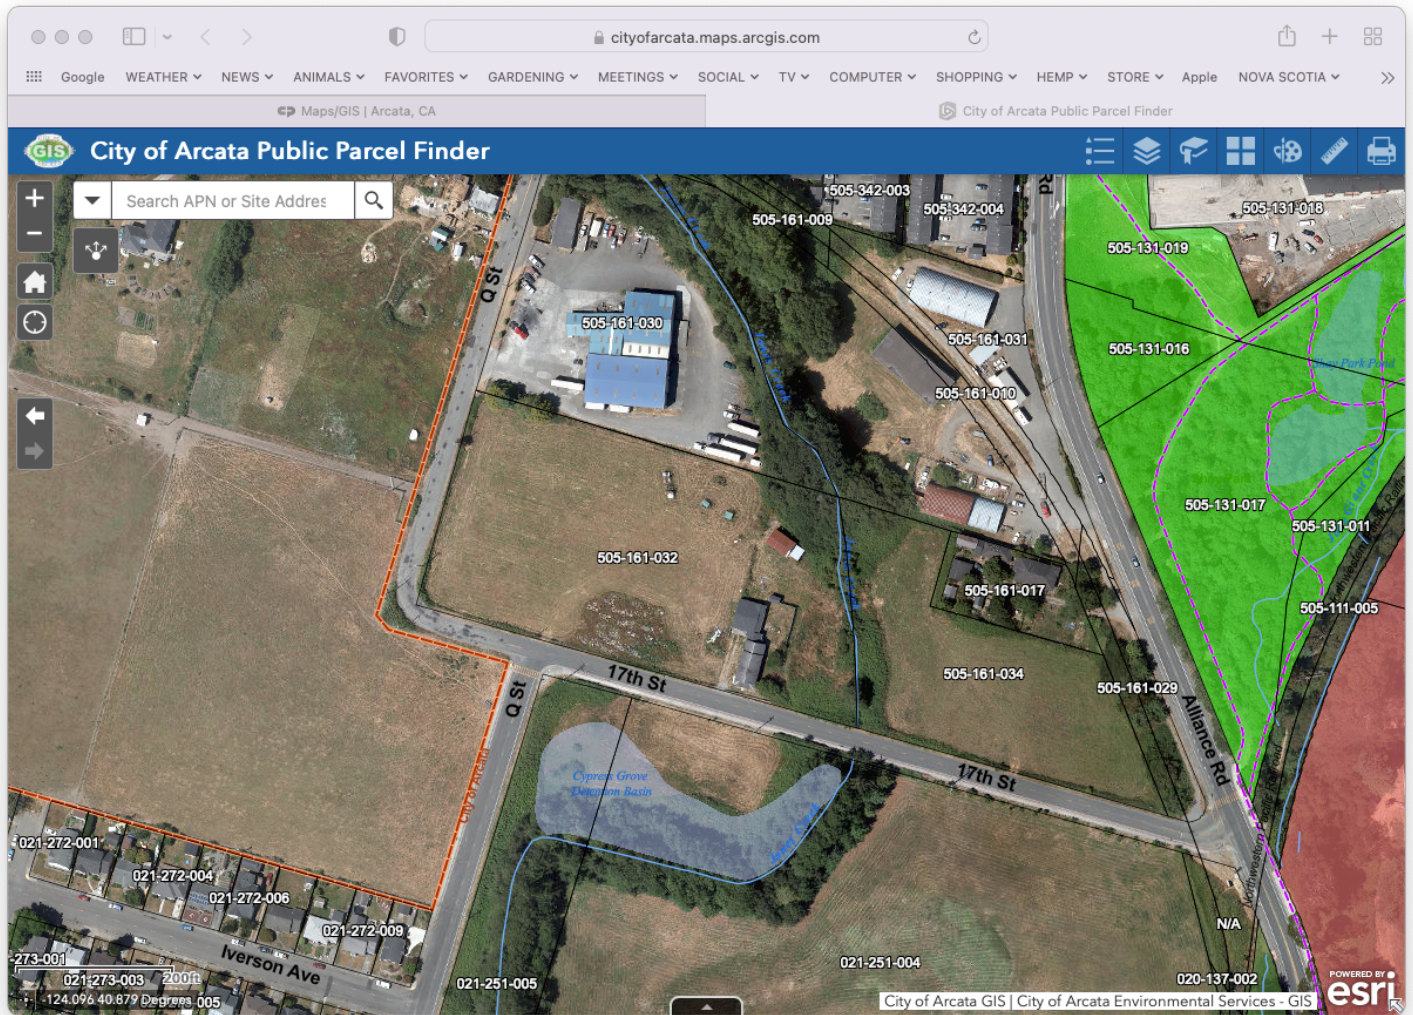 cityofarcata.maps.arcgis.com
Google WEATHER NEWS ANIMALS FAVORITES GARDENING MEETINGS SOCIAL TV COMPUTER SHOPPING HEMP STORE Apple NOVA SCOTIA
Maps/GIS | Arcata, CA
City of Arcata Public Parcel Finder
GIS
City of Arcata Public Parcel Finder
Search APN or Site Addres
505-342-003
505-342-004
505-161-009
Rd
505-131-018
505-131-019
Q St
505-161-030
505-161-031
505-131-016
Shay Park Pond
505-161-010
505-131-017
505-131-011
505-161-032
505-161-017
505-111-005
505-161-034
505-161-029
17th St
Q St
Alliance Rd
City of Arcata
Cypress Grove
Detention Basin
17th St
Janes Creek
021-272-001
021-272-004
021-272-006
021-272-009
Iverson Ave
N/A
-273-001
021-273-003
200ft
021-251-005
021-251-004
020-137-002
-124.096 40.879 Degrees
005
City of Arcata GIS | City of Arcata Environmental Services - GIS
POWERED BY
esri